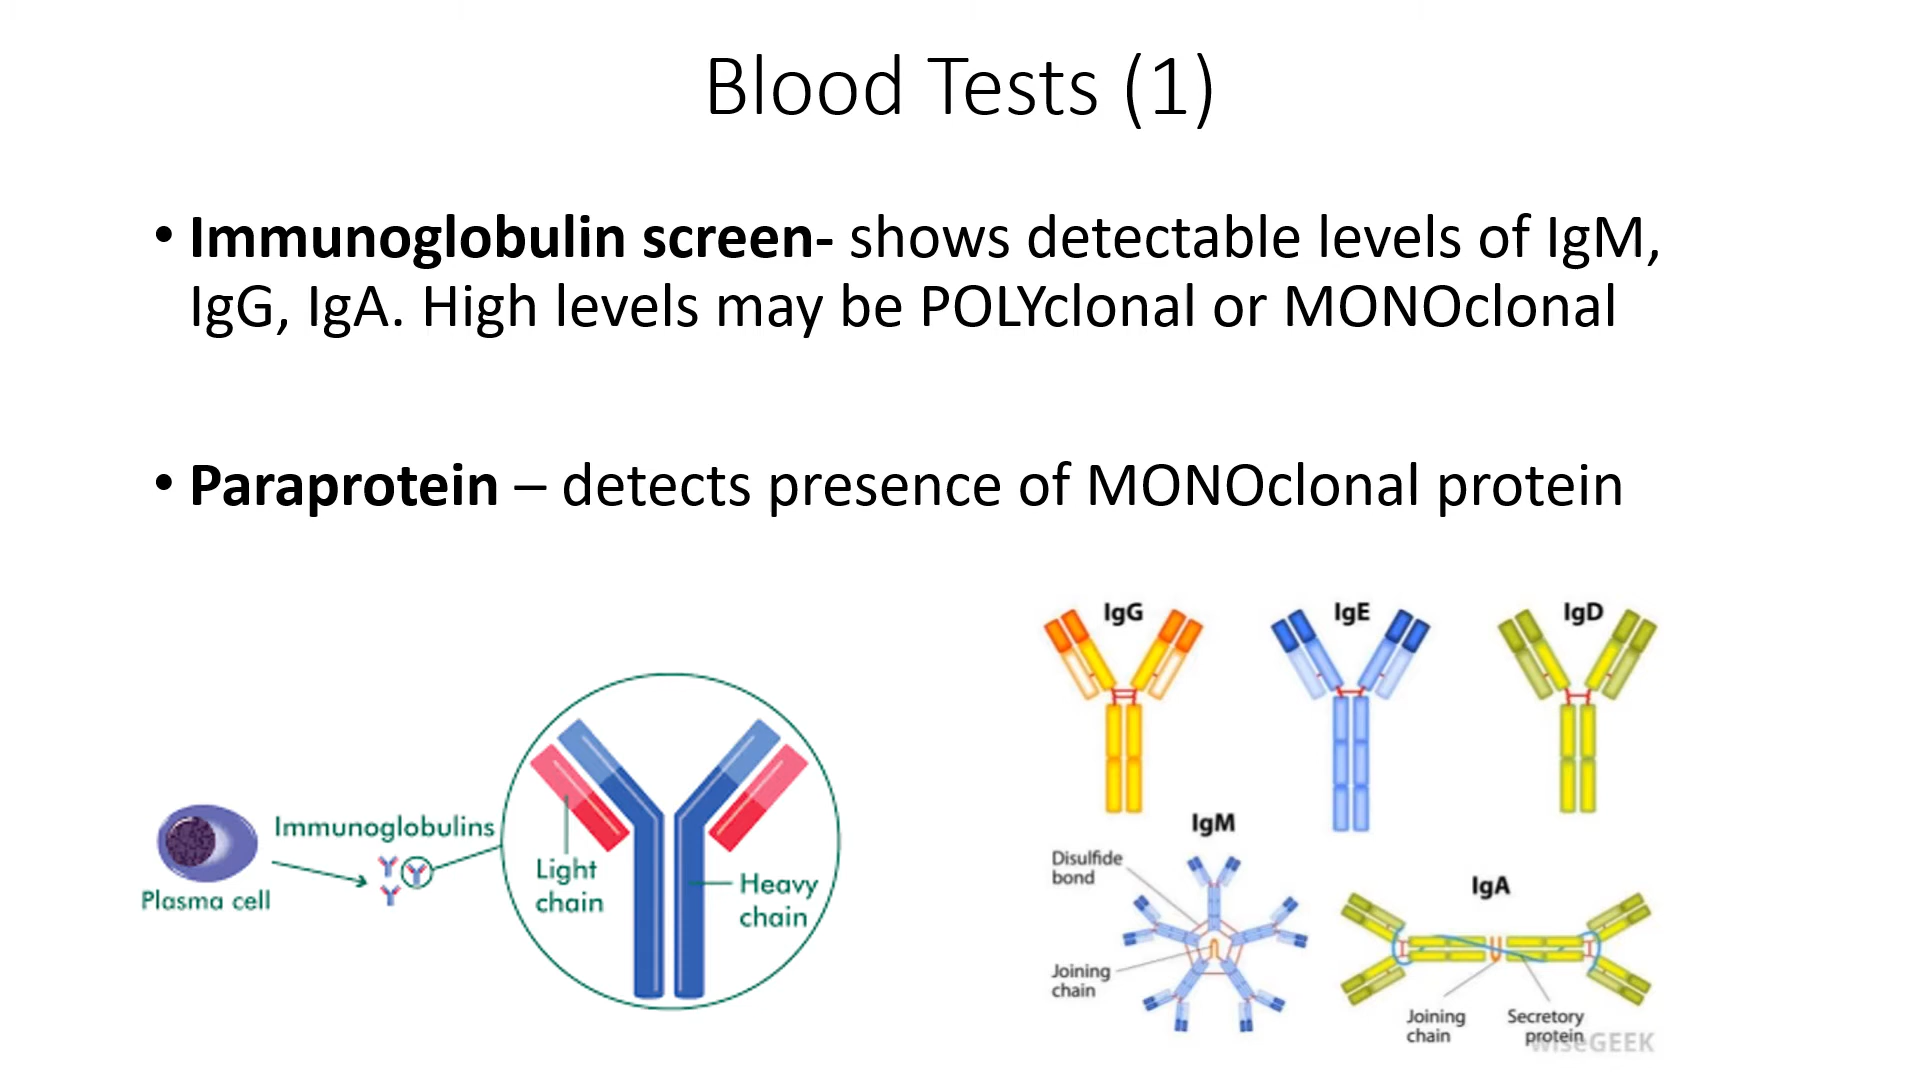 Blood Tests (1)
• Immunoglobulin screen- shows detectable levels of IgM,
IgG, IgA. High levels may be POLYclonal or MONOclonal
• Paraprotein – detects presence of MONOclonal protein
Immunoglobulins
Plasma cell
Light
chain
Heavy
chain
IgG
IgE
IgD
IgM
Disulfide
bond
Joining
chain
IgA
Joining
chain
Secretory
protein
wiseGEEK